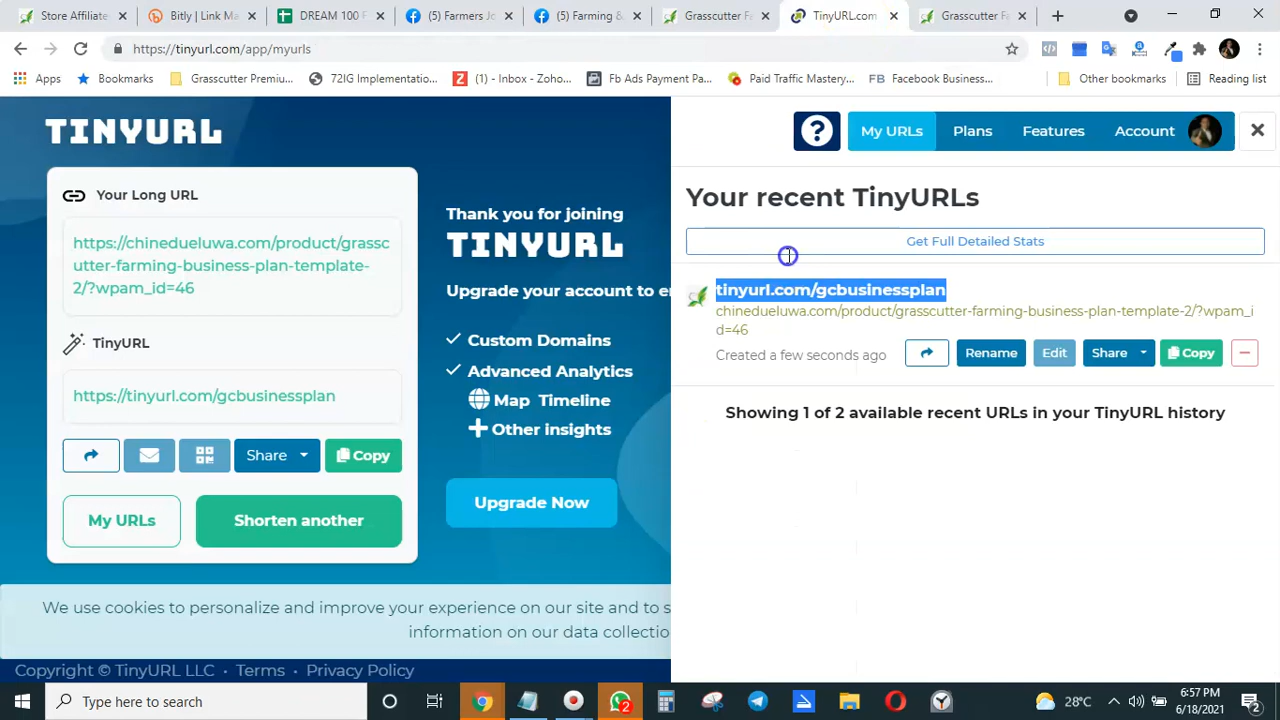 Store Affiliate
Bitly | Link Ma
DREAM 100 F
(5) Farmers Jo
(5) Farming &
Grasscutter F
TinyURL.com
Grasscutter Fa
https://tinyurl.com/app/myurls
Apps
Bookmarks
Grasscutter Premiu...
72IG Implementatio...
(1) - Inbox - Zoho...
Fb Ads Payment Pa...
Paid Traffic Mastery...
FB Facebook Business...
Other bookmarks
Reading list
TINYURL
Your Long URL
https://chinedueluwa.com/product/grassc
utter-farming-business-plan-template-
2/?wpam_id=46
TinyURL
https://tinyurl.com/gcbusinessplan
Share
Copy
My URLs
Shorten another
Thank you for joining
TINYURL
Upgrade your account to e
Custom Domains
Advanced Analytics
Map Timeline
Other insights
Upgrade Now
We use cookies to personalize and improve your experience on our site and to s
information on our data collectio
Copyright © TinyURL LLC • Terms • Privacy Policy
?
My URLs
Plans
Features
Account
Your recent TinyURLs
Get Full Detailed Stats
tinyurl.com/gcbusinessplan
chinedueluwa.com/product/grasscutter-farming-business-plan-template-2/?wpam_i
d=46
Created a few seconds ago
Rename
Edit
Share
Copy
Showing 1 of 2 available recent URLs in your TinyURL history
Type here to search
2
28°C
6:57 PM
6/18/2021
2